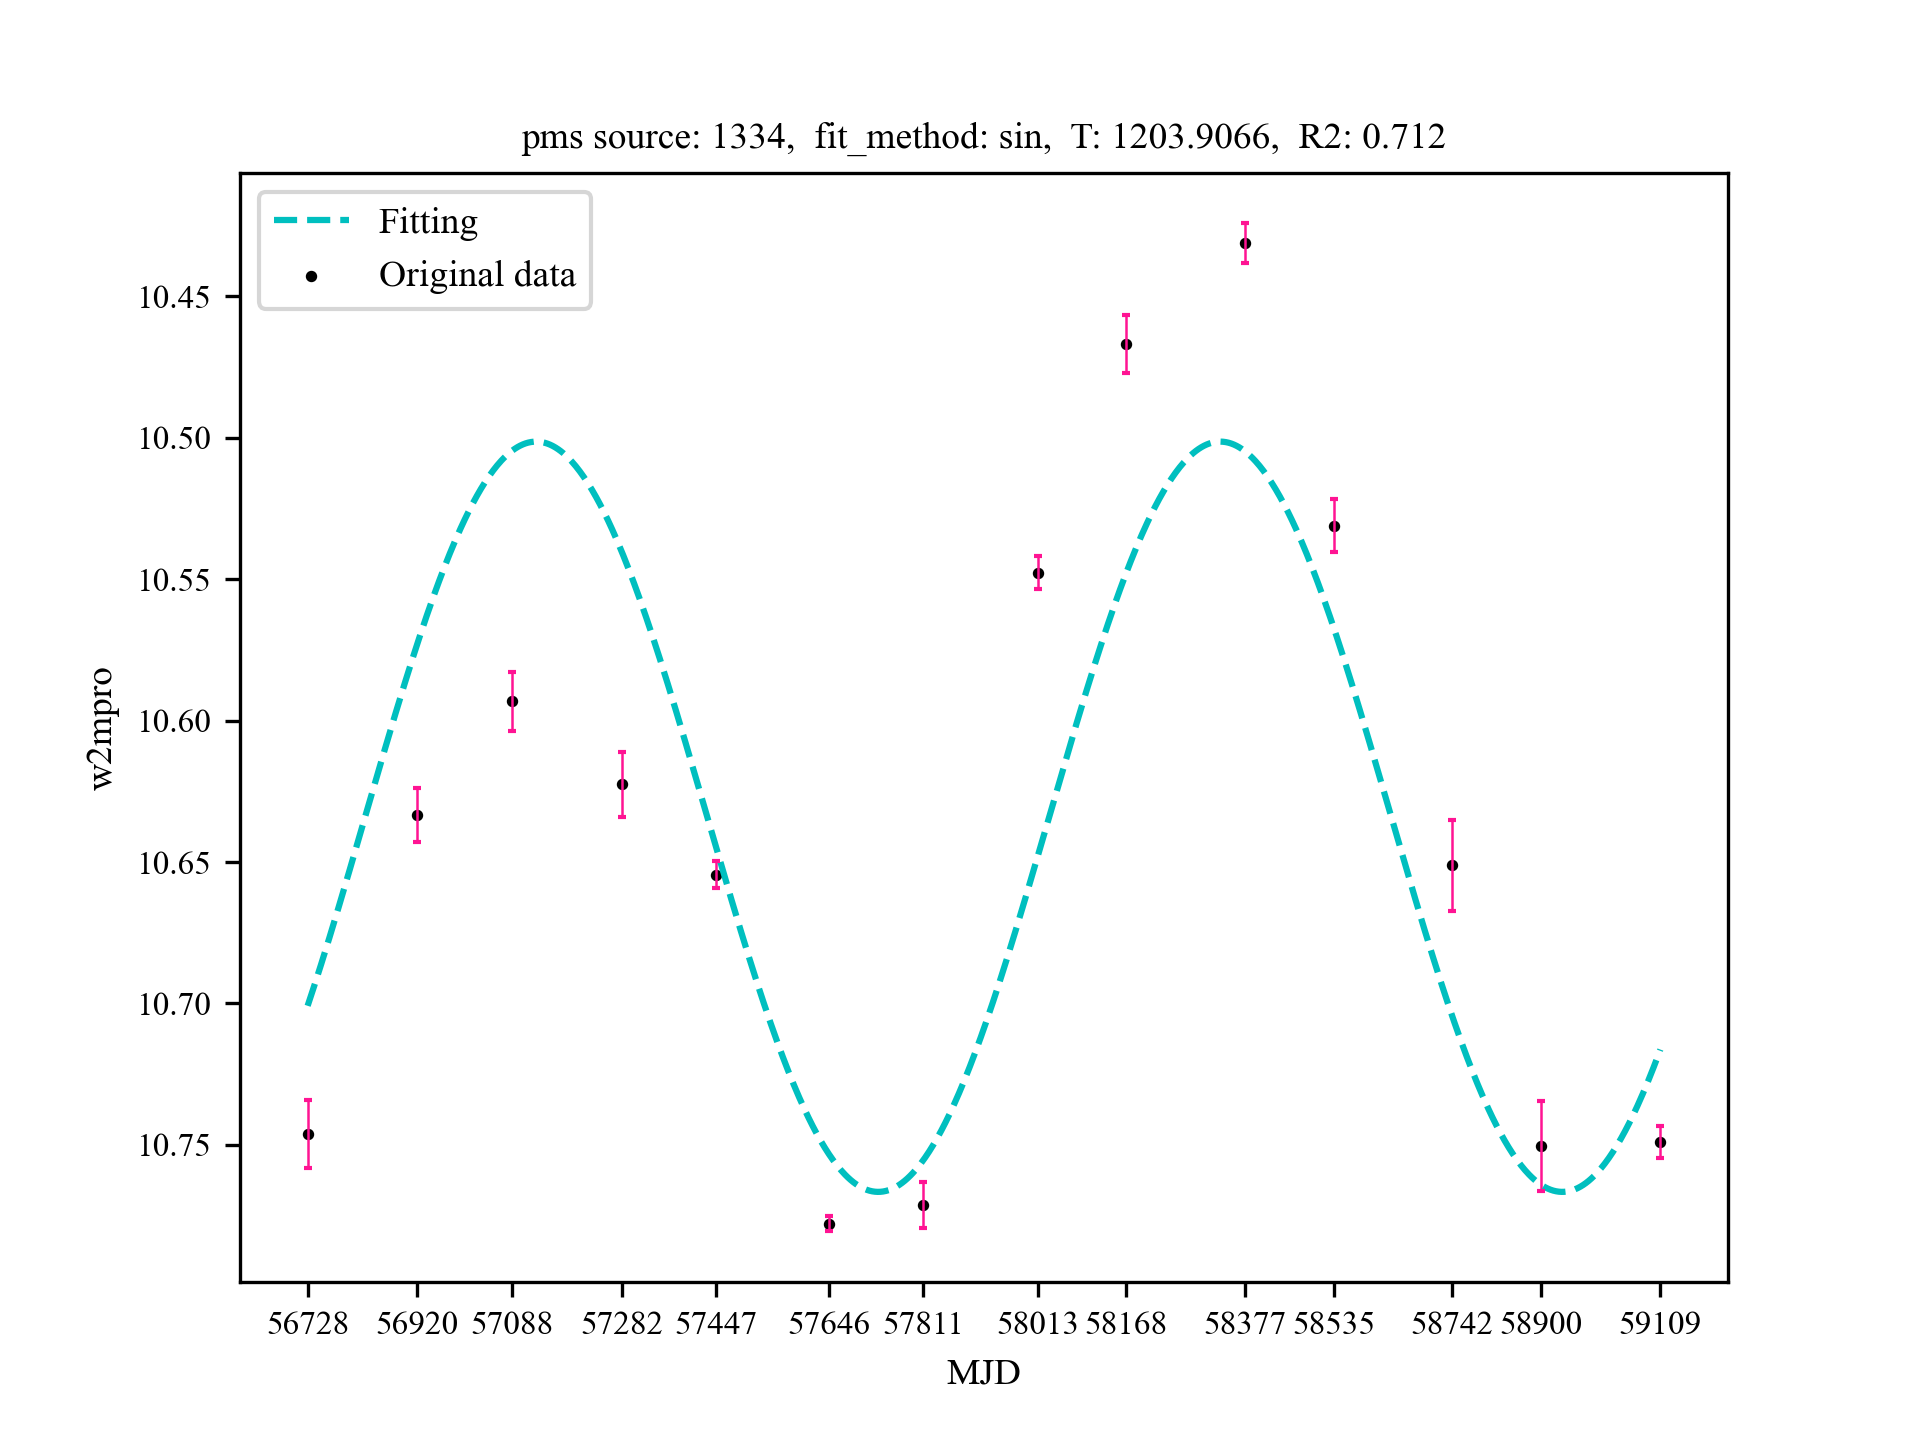 pms source: 1334,  fit_method: sin,  T: 1203.9066,  R2: 0.712
Fitting
Original data
10.45
10.50
10.55
10.60
10.65
10.70
10.75
w2mpro
56728 56920 57088 57282 57447 57646 57811 58013 58168 58377 58535 58742 58900 59109
MJD